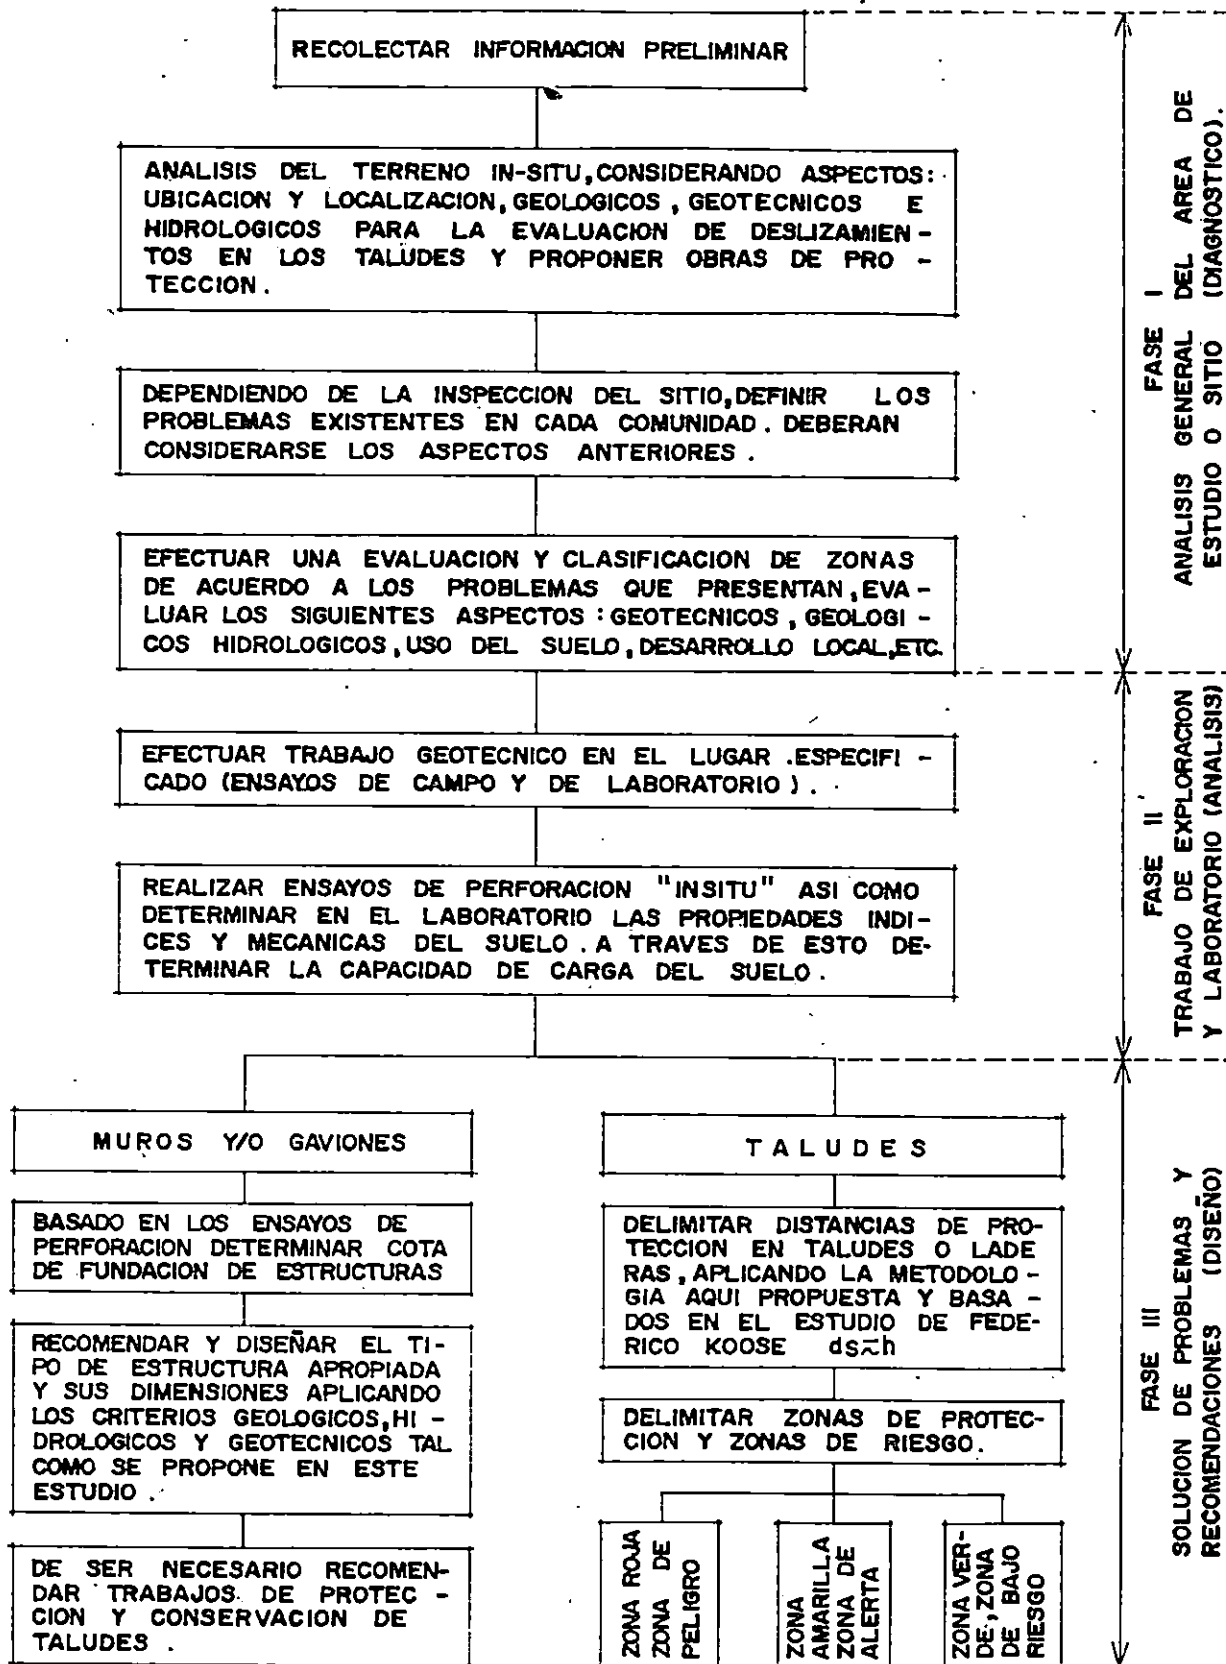 RECOLECTAR INFORMACION PRELIMINAR
ANALISIS DEL TERRENO IN-SITU, CONSIDERANDO ASPECTOS:
UBICACION Y LOCALIZACION, GEOLOGICOS, GEOTECNICOS E
HIDROLOGICOS PARA LA EVALUACION DE DESLIZAMIEN-
TOS EN LOS TALUDES Y PROPONER OBRAS DE PRO-
TECCION.
DEPENDIENDO DE LA INSPECCION DEL SITIO, DEFINIR LOS
PROBLEMAS EXISTENTES EN CADA COMUNIDAD. DEBERAN
CONSIDERARSE LOS ASPECTOS ANTERIORES.
EFECTUAR UNA EVALUACION Y CLASIFICACION DE ZONAS
DE ACUERDO A LOS PROBLEMAS QUE PRESENTAN, EVA-
LUAR LOS SIGUIENTES ASPECTOS: GEOTECNICOS, GEOLOGI-
COS HIDROLOGICOS, USO DEL SUELO, DESARROLLO LOCAL, ETC.
FASE I
ANALISIS GENERAL DEL AREA DE
ESTUDIO O SITIO (DIAGNOSTICO).
EFECTUAR TRABAJO GEOTECNICO EN EL LUGAR .ESPECIFI-
CADO (ENSAYOS DE CAMPO Y DE LABORATORIO).
REALIZAR ENSAYOS DE PERFORACION "INSITU" ASI COMO
DETERMINAR EN EL LABORATORIO LAS PROPIEDADES INDI-
CES Y MECANICAS DEL SUELO. A TRAVES DE ESTO DE-
TERMINAR LA CAPACIDAD DE CARGA DEL SUELO.
FASE II
TRABAJO DE EXPLORACION
Y LABORATORIO (ANALISIS)
MUROS Y/O GAVIONES
BASADO EN LOS ENSAYOS DE
PERFORACION DETERMINAR COTA
DE FUNDACION DE ESTRUCTURAS
RECOMENDAR Y DISEÑAR EL TI-
PO DE ESTRUCTURA APROPIADA
Y SUS DIMENSIONES APLICANDO
LOS CRITERIOS GEOLOGICOS, HI-
DROLOGICOS Y GEOTECNICOS TAL
COMO SE PROPONE EN ESTE
ESTUDIO.
DE SER NECESARIO RECOMEN-
DAR TRABAJOS DE PROTEC-
CION Y CONSERVACION DE
TALUDES.
TALUDES
DELIMITAR DISTANCIAS DE PRO-
TECCION EN TALUDES O LADE
RAS, APLICANDO LA METODOLO-
GIA AQUI PROPUESTA Y BASA-
DOS EN EL ESTUDIO DE FEDE-
RICO KOOSE ds≂h
DELIMITAR ZONAS DE PROTEC-
CION Y ZONAS DE RIESGO.
ZONA ROJA
ZONA DE
PELIGRO
ZONA
AMARILLA
ZONA DE
ALERTA
ZONA VER-
DE, ZONA
DE BAJO
RIESGO
FASE III
SOLUCION DE PROBLEMAS Y
RECOMENDACIONES (DISEÑO)